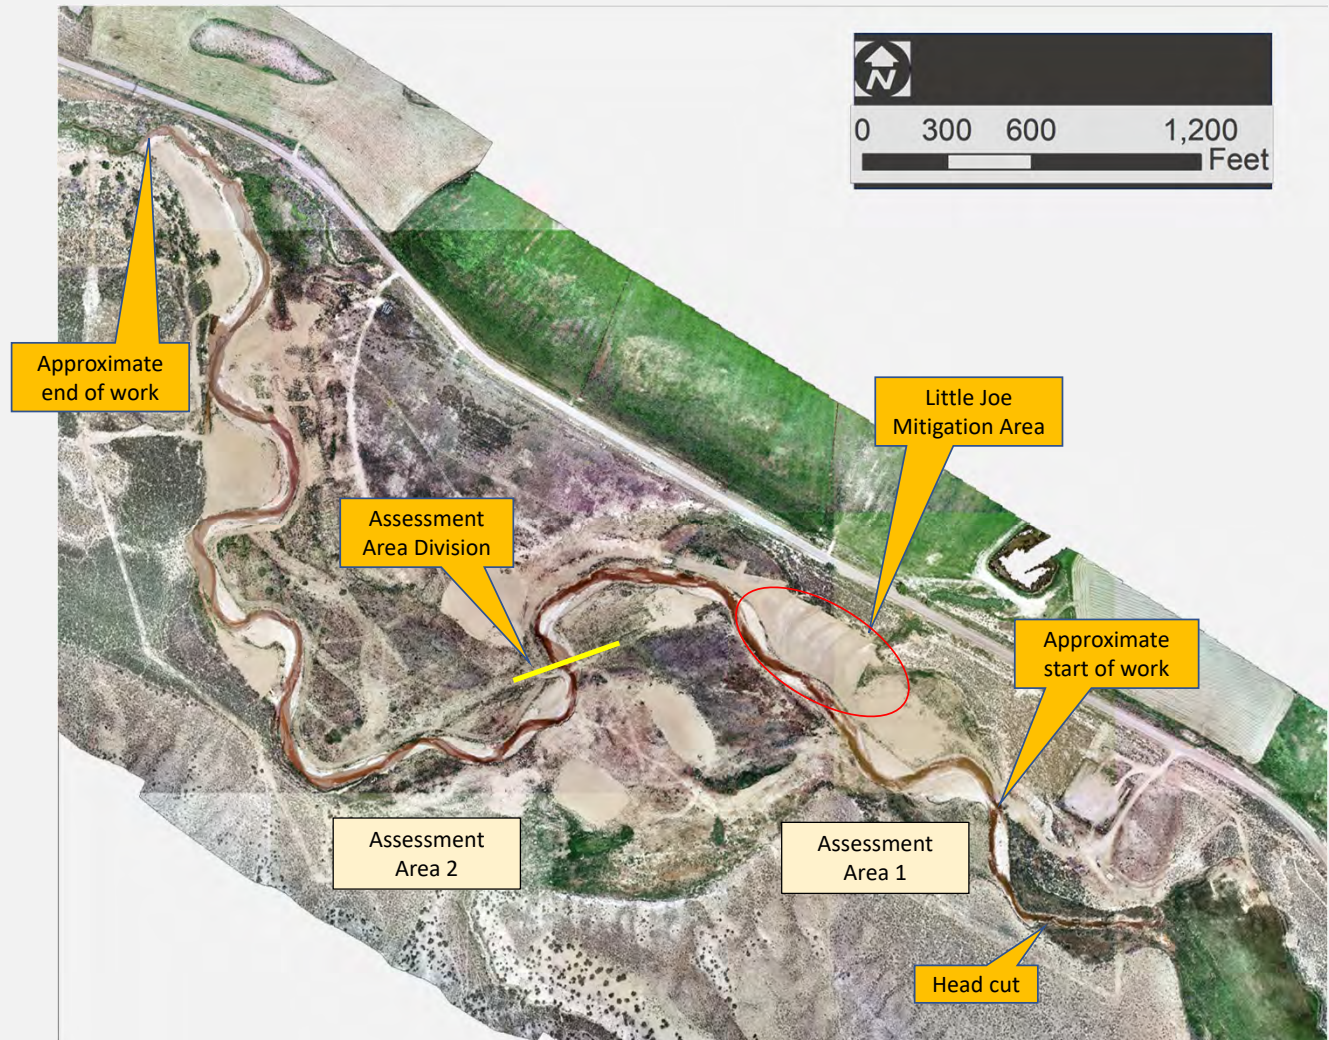 N
0 300 600 1,200
Feet
Approximate
end of work
Little Joe
Mitigation Area
Assessment
Area Division
Approximate
start of work
Assessment
Area 2
Assessment
Area 1
Head cut